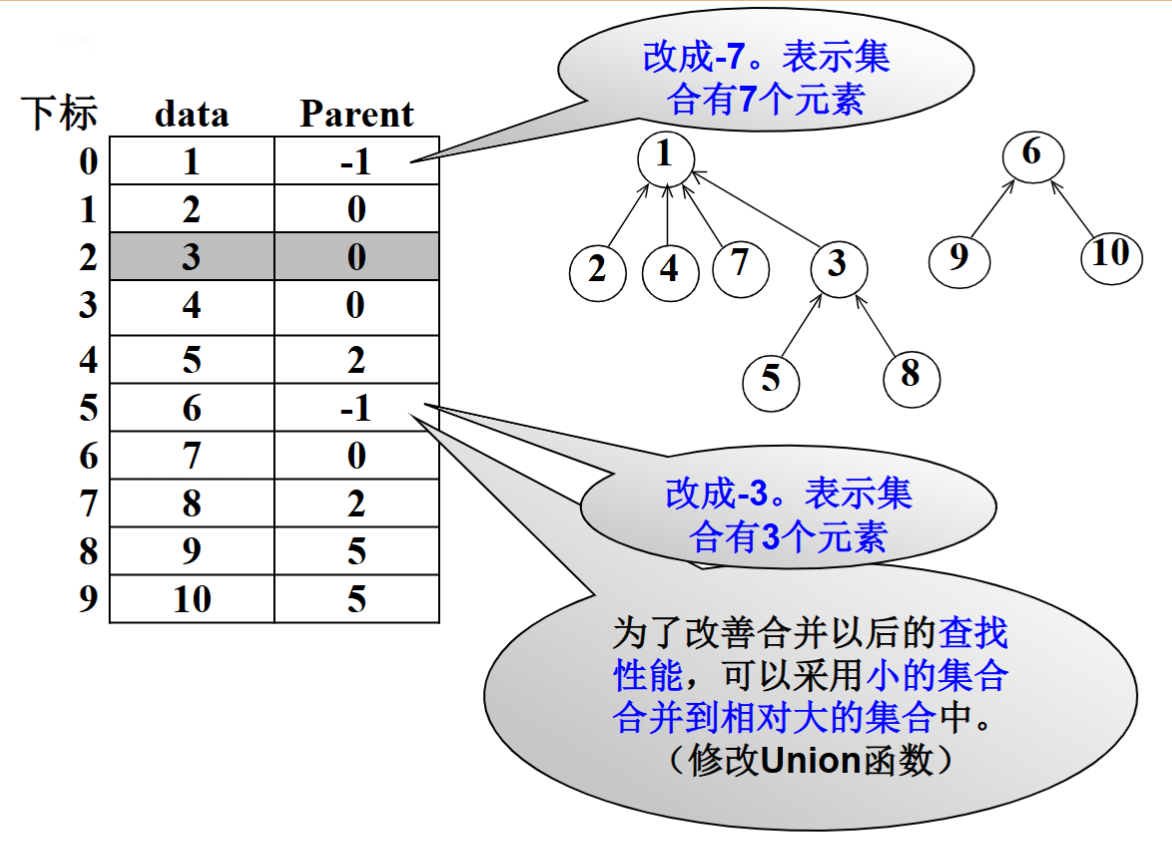 改成-7。表示集
合有7个元素
下标 data Parent
0 1 -1
1 2 0
2 3 0
3 4 0
4 5 2
5 6 -1
6 7 0
7 8 2
8 9 5
9 10 5
1
6
2 4 7 3
9 10
5 8
改成-3。表示集
合有3个元素
为了改善合并以后的查找
性能，可以采用小的集合
合并到相对大的集合中。
（修改Union函数）